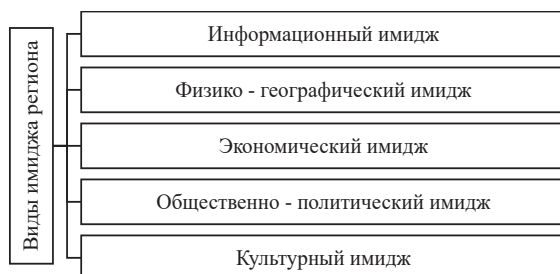 Виды имиджа региона
Информационный имидж
Физико - географический имидж
Экономический имидж
Общественно - политический имидж
Культурный имидж